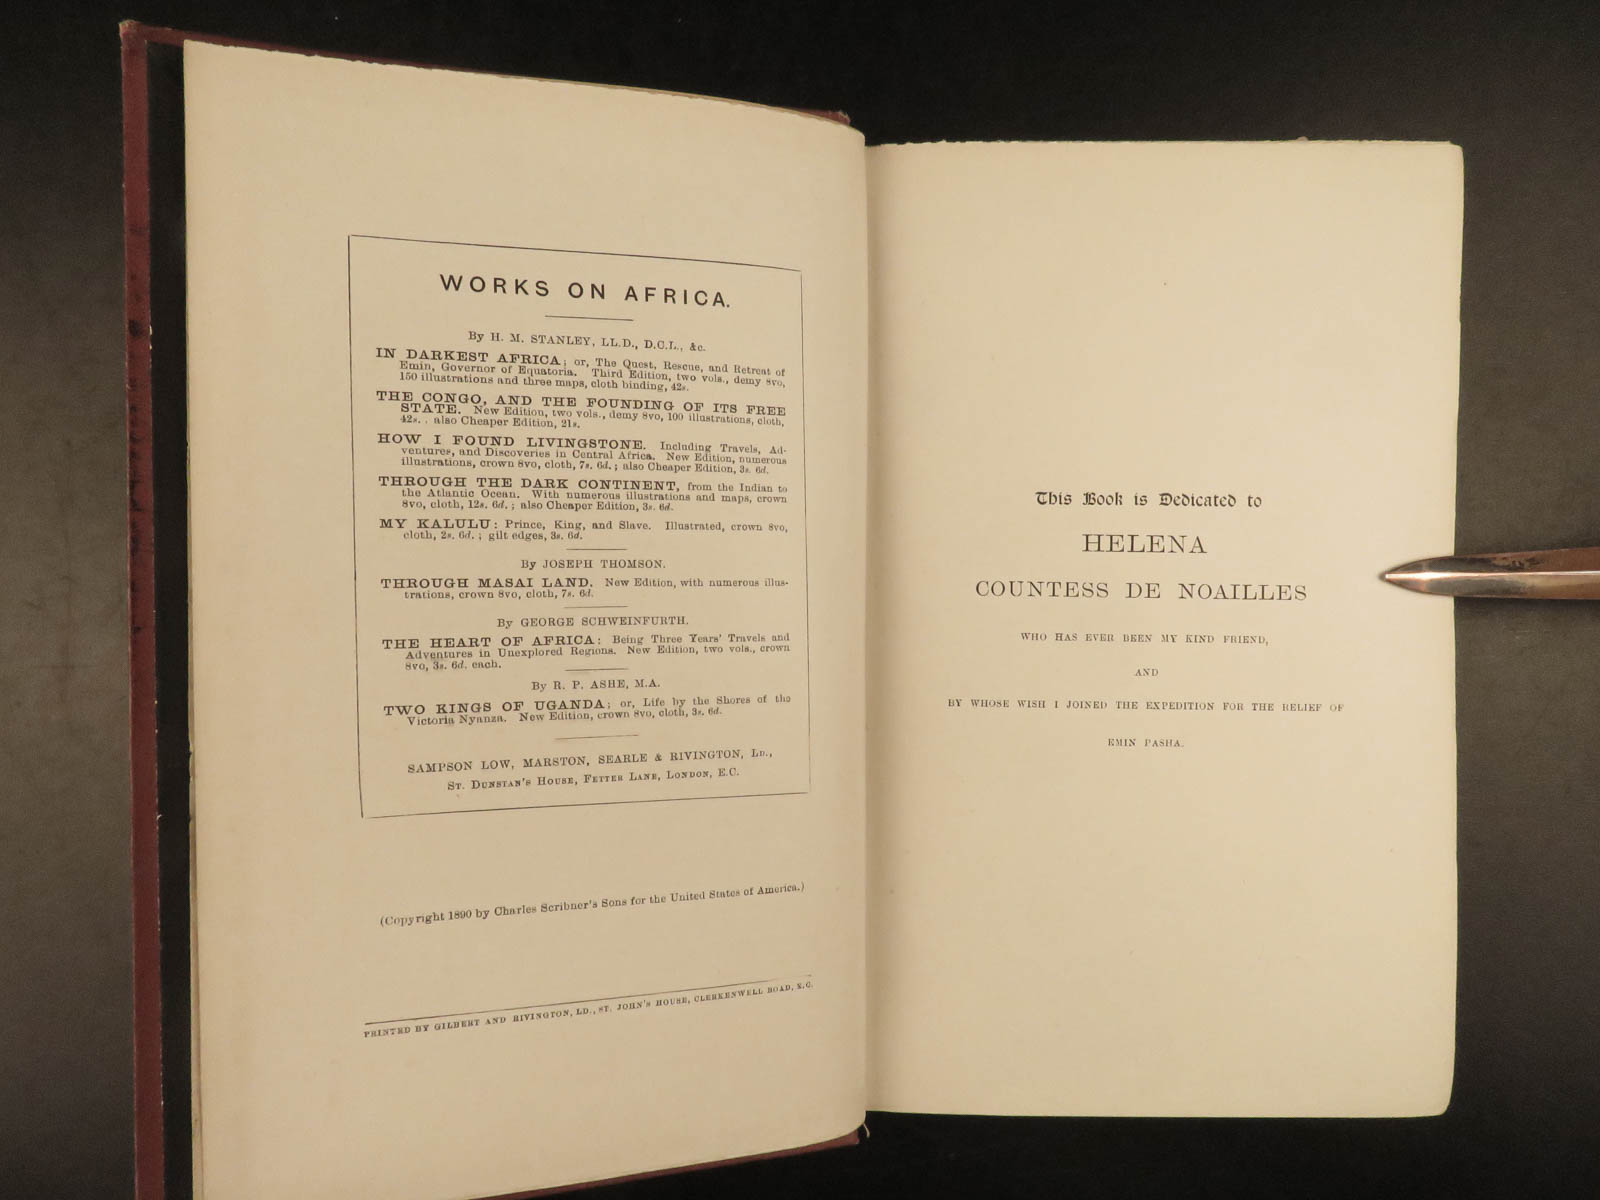 WORKS ON AFRICA.
By H. M. STANLEY, LL.D., D.C.L., &c.
IN DARKEST AFRICA; or, The Quest, Rescue, and Retreat of
Emin, Governor of Equatoria. Third Edition, two vols., demy 8vo,
150 illustrations and three maps, cloth binding, 42s.
THE CONGO, AND THE FOUNDING OF ITS FREE
STATE. New Edition, two vols., demy 8vo, 100 illustrations, cloth,
42s. . also Cheaper Edition, 21s.
HOW I FOUND LIVINGSTONE. Including Travels, Ad-
ventures, and Discoveries in Central Africa. New Edition, numerous
illustrations, crown 8vo, cloth, 7s. 6d.; also Cheaper Edition, 3s. 6d.
THROUGH THE DARK CONTINENT, from the Indian to
the Atlantic Ocean. With numerous illustrations and maps, crown
8vo, cloth, 12s. 6d.; also Cheaper Edition, 3s. 6d.
MY KALULU: Prince, King, and Slave. Illustrated, crown 8vo,
cloth, 2s. 6d.; gilt edges, 3s. 6d.
By JOSEPH THOMSON.
THROUGH MASAI LAND. New Edition, with numerous illus-
trations, crown 8vo, cloth, 7s. 6d.
By GEORGE SCHWEINFURTH.
THE HEART OF AFRICA: Being Three Years' Travels and
Adventures in Unexplored Regions. New Edition, two vols., crown
8vo, 3s. 6d. each.
By R. P. ASHE, M.A.
TWO KINGS OF UGANDA; or, Life by the Shores of the
Victoria Nyanza. New Edition, crown 8vo, cloth, 3s. 6d.
SAMPSON LOW, MARSTON, SEARLE & RIVINGTON, LD.,
ST. DUNSTAN'S HOUSE, FETTER LANE, LONDON, E.C.
(Copyright 1890 by Charles Scribner's Sons for the United States of America.)
PRINTED BY GILBERT AND RIVINGTON, LD., ST. JOHN'S HOUSE, CLERKENWELL ROAD, E.C.
This Book is Dedicated to
HELENA
COUNTESS DE NOAILLES
WHO HAS EVER BEEN MY KIND FRIEND,
AND
BY WHOSE WISH I JOINED THE EXPEDITION FOR THE RELIEF OF
EMIN PASHA.